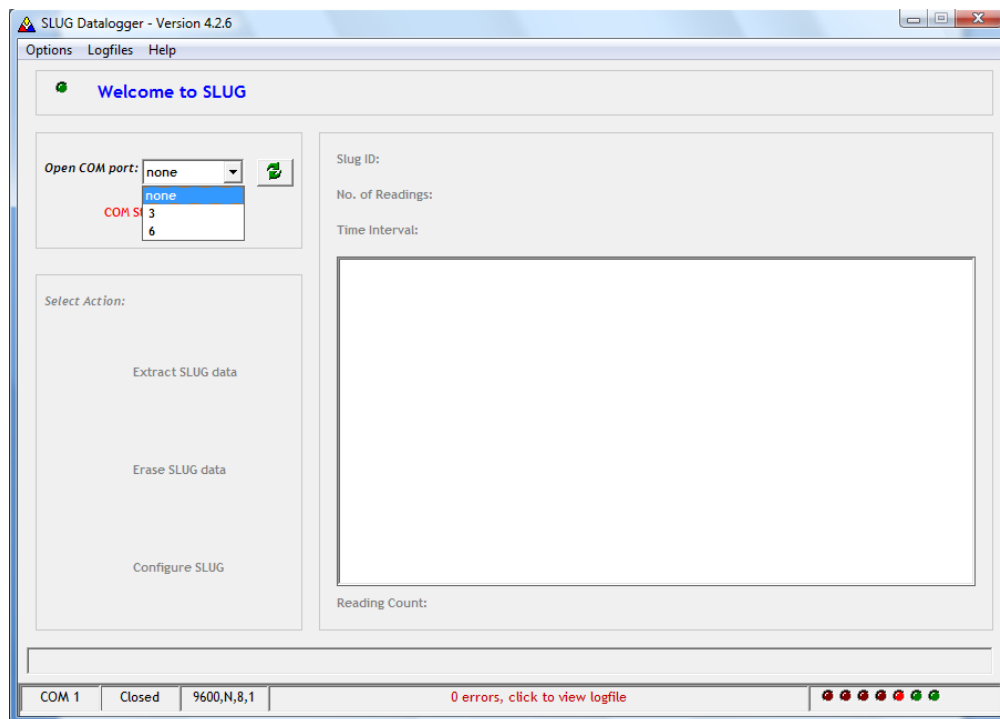 SLUG Datalogger - Version 4.2.6
Options Logfiles Help
Welcome to SLUG
Open COM port: none
none
3
6
COM
Slug ID:
No. of Readings:
Time Interval:
Select Action:
Extract SLUG data
Erase SLUG data
Configure SLUG
Reading Count:
COM 1 Closed 9600,N,8,1 0 errors, click to view logfile